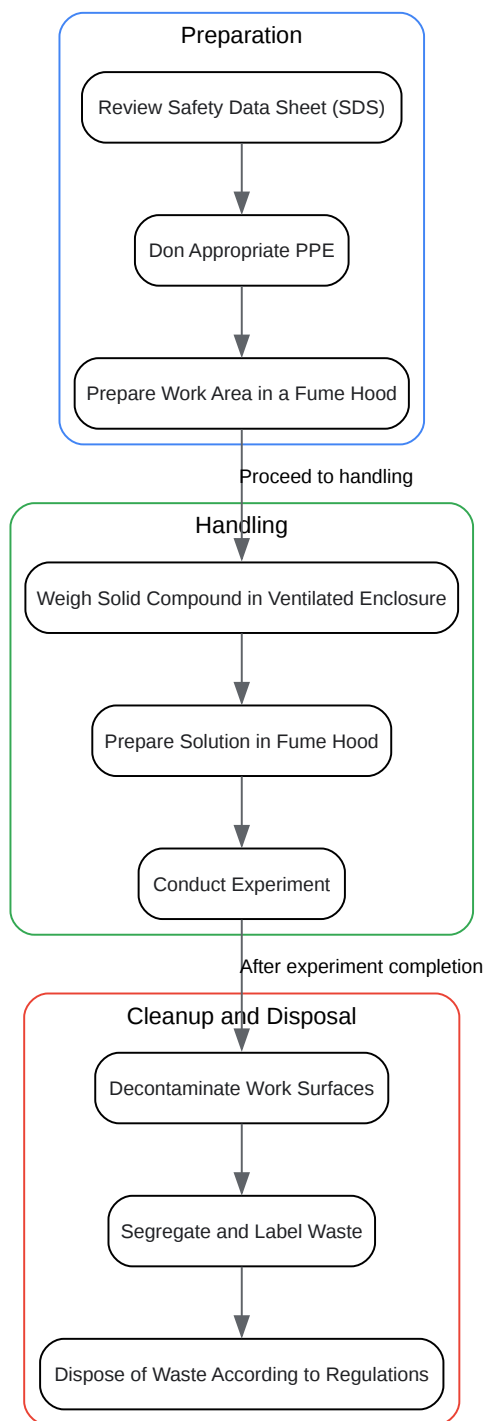 Preparation
Review Safety Data Sheet (SDS)
Don Appropriate PPE
Prepare Work Area in a Fume Hood
Proceed to handling
Handling
Weigh Solid Compound in Ventilated Enclosure
Prepare Solution in Fume Hood
Conduct Experiment
After experiment completion
Cleanup and Disposal
Decontaminate Work Surfaces
Segregate and Label Waste
Dispose of Waste According to Regulations